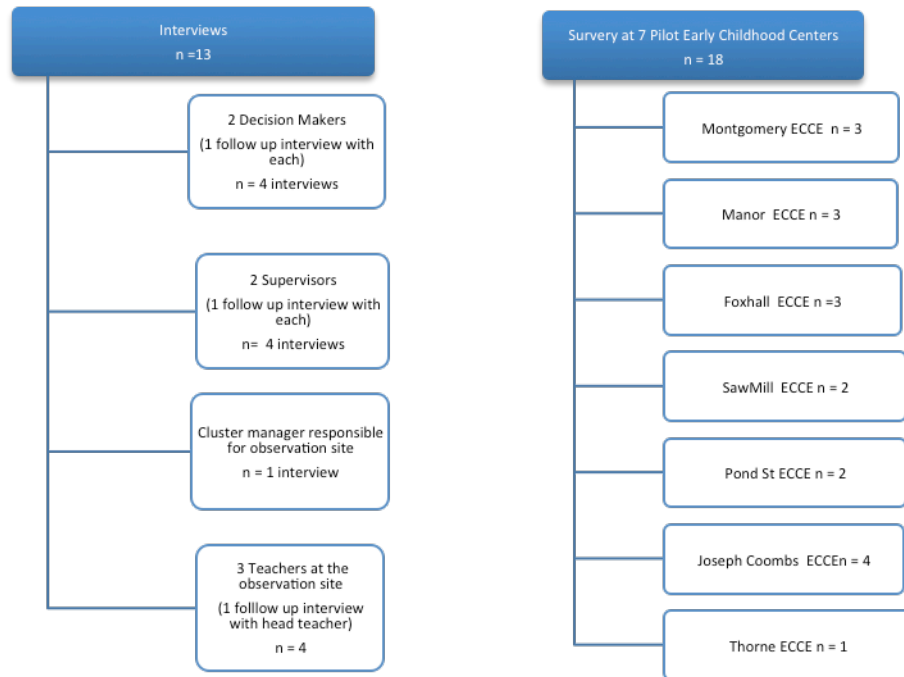 Interviews
n =13
2 Decision Makers
(1 follow up interview with
each)
n = 4 interviews
2 Supervisors
(1 follow up interview with
each)
n=  4 interviews
Cluster manager responsible
for observation site
n = 1 interview
3 Teachers at the
observation site
(1 folllow up interview
with head teacher)
n = 4
Survery at 7 Pilot Early Childhood Centers
n = 18
Montgomery ECCE  n = 3
Manor  ECCE n = 3
Foxhall  ECCE n =3
SawMill  ECCE n = 2
Pond St ECCE n = 2
Joseph Coombs  ECCEn = 4
Thorne ECCE n = 1